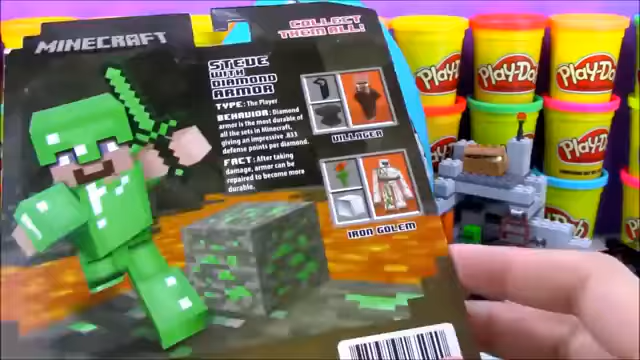 MINECRAFT
COLLECT
THEM ALL!
STEVE
WITH
DIAMOND
ARMOR
TYPE: The Player
BEHAVIOR: Diamond
armor is the most durable of
all the sets in Minecraft,
giving an impressive .833
defense points per diamond.
FACT: After taking
damage, armor can be
repaired to become more
durable.
VILLAGER
IRON GOLEM
PLAY-DOH
PLAY-DOH
PLAY-DOH